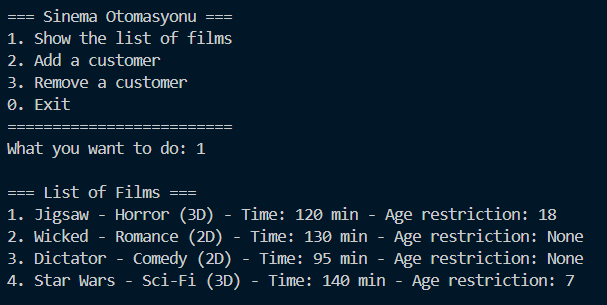 === Sinema Otomasyonu ===
1. Show the list of films
2. Add a customer
3. Remove a customer
0. Exit
=========================
What you want to do: 1
=== List of Films ===
1. Jigsaw - Horror (3D) - Time: 120 min - Age restriction: 18
2. Wicked - Romance (2D) - Time: 130 min - Age restriction: None
3. Dictator - Comedy (2D) - Time: 95 min - Age restriction: None
4. Star Wars - Sci-Fi (3D) - Time: 140 min - Age restriction: 7